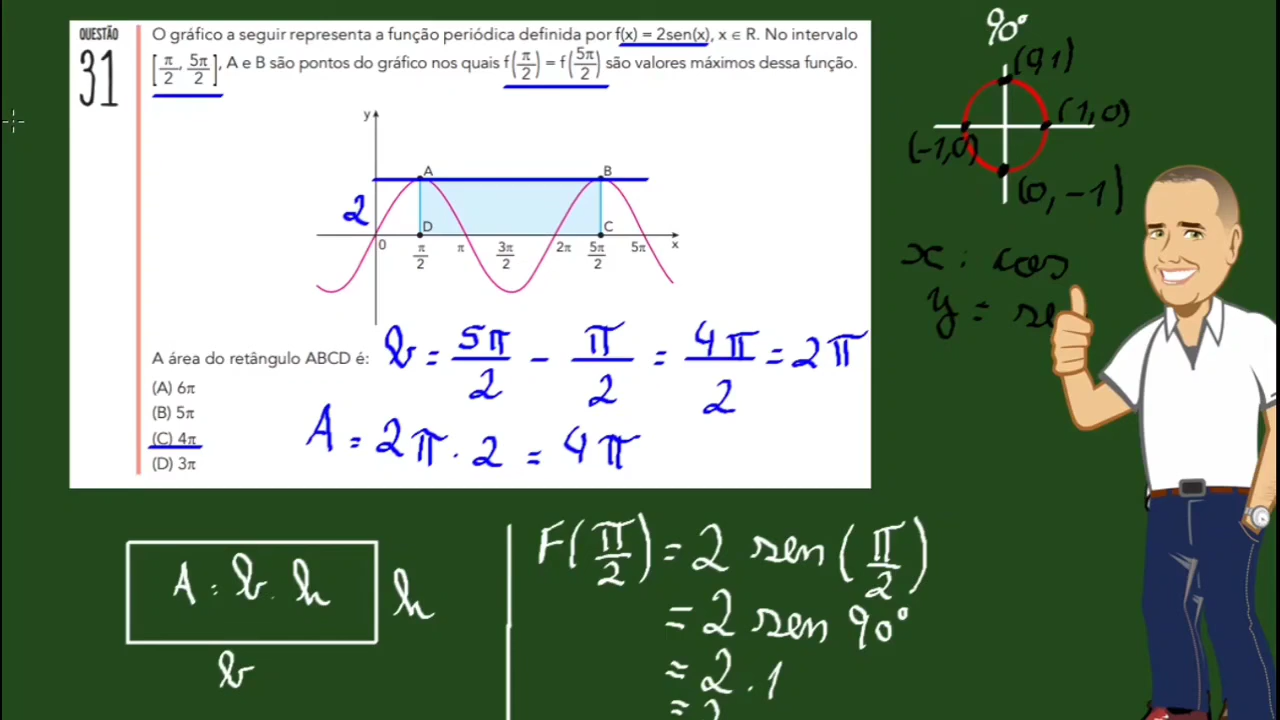 QUESTÃO
31
O gráfico a seguir representa a função periódica definida por f(x) = 2sen(x), x ∈ R. No intervalo
[π/2, 5π/2], A e B são pontos do gráfico nos quais f(π/2) = f(5π/2) são valores máximos dessa função.
y
A
B
2
D
C
0
π/2
π
3π/2
2π
5π/2
5π
x
A área do retângulo ABCD é:
b = 5π/2 - π/2 = 4π/2 = 2π
(A) 6π
(B) 5π
(C) 4π
(D) 3π
A = 2π . 2 = 4π
90°
(0,1)
(1,0)
(-1,0)
(0,-1)
x : cos
y = se
A = b . h
h
b
F(π/2) = 2 sen(π/2)
= 2 sen 90°
= 2 . 1
= 2